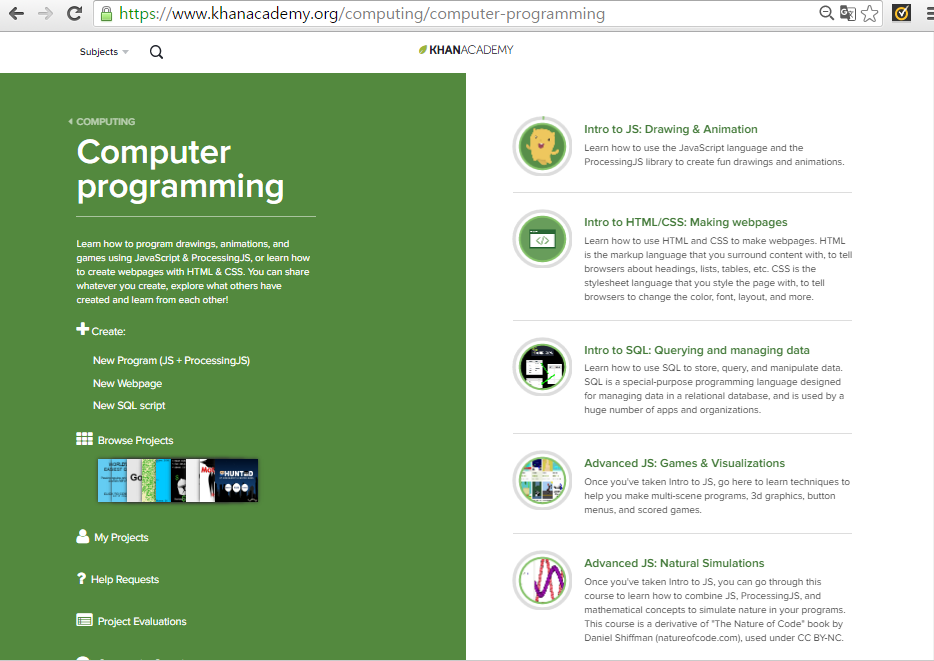 https://www.khanacademy.org/computing/computer-programming
Subjects
KHANACADEMY
COMPUTING
Computer
programming
Learn how to program drawings, animations, and
games using JavaScript & ProcessingJS, or learn how
to create webpages with HTML & CSS. You can share
whatever you create, explore what others have
created and learn from each other!
Create:
New Program (JS + ProcessingJS)
New Webpage
New SQL script
Browse Projects
HUNTED
My Projects
? Help Requests
Project Evaluations
Intro to JS: Drawing & Animation
Learn how to use the JavaScript language and the
ProcessingJS library to create fun drawings and animations.
Intro to HTML/CSS: Making webpages
Learn how to use HTML and CSS to make webpages. HTML
is the markup language that you surround content with, to tell
browsers about headings, lists, tables, etc. CSS is the
stylesheet language that you style the page with, to tell
browsers to change the color, font, layout, and more.
Intro to SQL: Querying and managing data
Learn how to use SQL to store, query, and manipulate data.
SQL is a special-purpose programming language designed
for managing data in a relational database, and is used by a
huge number of apps and organizations.
Advanced JS: Games & Visualizations
Once you've taken Intro to JS, go here to learn techniques to
help you make multi-scene programs, 3d graphics, button
menus, and scored games.
Advanced JS: Natural Simulations
Once you've taken Intro to JS, you can go through this
course to learn how to combine JS, ProcessingJS, and
mathematical concepts to simulate nature in your programs.
This course is a derivative of "The Nature of Code" book by
Daniel Shiffman (natureofcode.com), used under CC BY-NC.